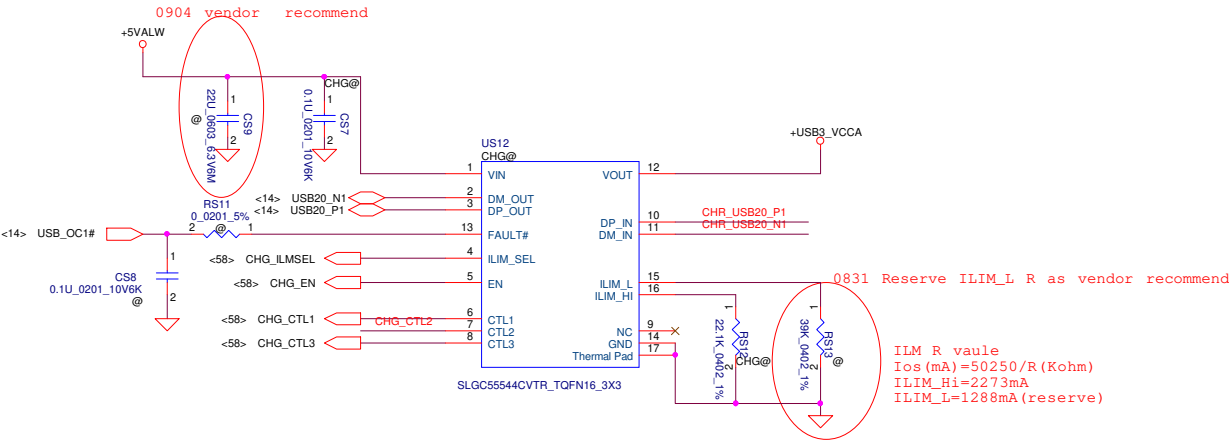 0904 vendor recommend
+5VALW
CHG@
1
22U_0603_6.3V6M
CS9
@
2
1
0.1U_0201_10V6K
CS7
2
+USB3_VCCA
US12
CHG@
1 VIN
VOUT 12
<14> USB20_N1 2 DM_OUT
<14> USB20_P1 3 DP_OUT
RS11
0_0201_5%
@
<14> USB_OC1# 2 1 13 FAULT#
DP_IN 10 CHR_USB20_P1
DM_IN 11 CHR_USB20_N1
<58> CHG_ILMSEL 4 ILIM_SEL
<58> CHG_EN 5 EN
1
CS8
0.1U_0201_10V6K
@
2
ILIM_L 15
ILIM_HI 16
0831 Reserve ILIM_L R as vendor recommend
<58> CHG_CTL1 6 CTL1
CHG_CTL2 7 CTL2
<58> CHG_CTL3 8 CTL3
NC 9
GND 14
Thermal Pad 17
1
22.1K_0402_1%
RS12
CHG@
2
1
39K_0402_1%
RS13
@
2
SLGC55544CVTR_TQFN16_3X3
ILM R vaule
Ios(mA)=50250/R(Kohm)
ILIM_Hi=2273mA
ILIM_L=1288mA(reserve)